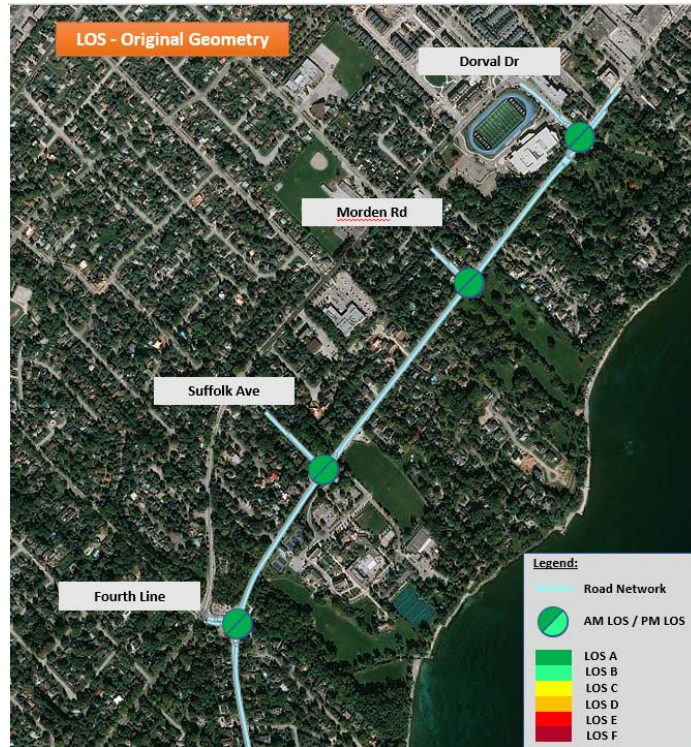 LOS - Original Geometry
Dorval Dr
Morden Rd
Suffolk Ave
Fourth Line
Legend:
Road Network
AM LOS / PM LOS
LOS A
LOS B
LOS C
LOS D
LOS E
LOS F